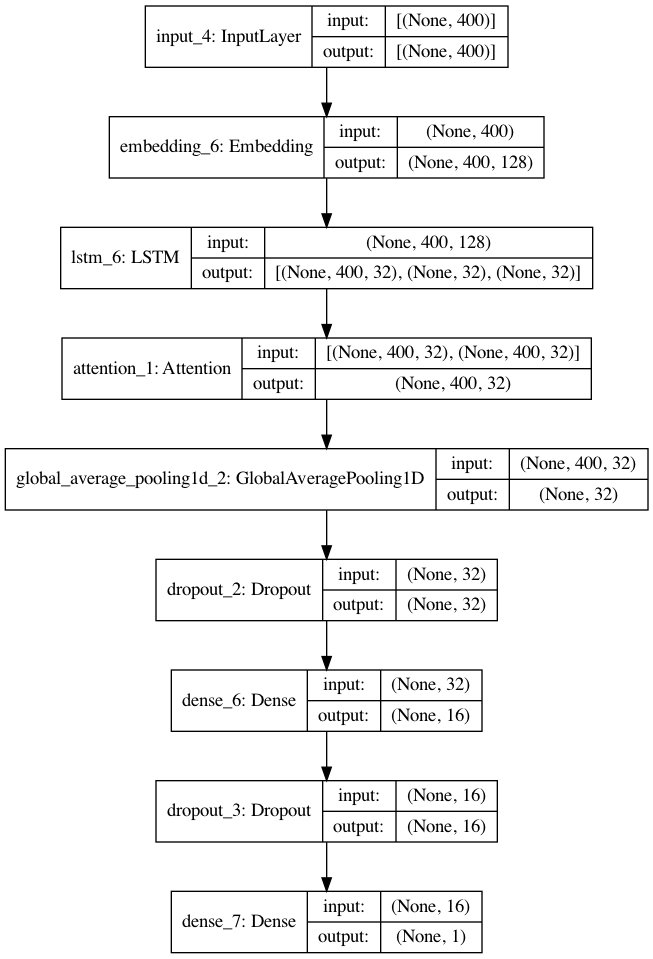 input_4: InputLayer
input:
[(None, 400)]
output:
[(None, 400)]
embedding_6: Embedding
input:
(None, 400)
output:
(None, 400, 128)
lstm_6: LSTM
input:
(None, 400, 128)
output:
[(None, 400, 32), (None, 32), (None, 32)]
attention_1: Attention
input:
[(None, 400, 32), (None, 400, 32)]
output:
(None, 400, 32)
global_average_pooling1d_2: GlobalAveragePooling1D
input:
(None, 400, 32)
output:
(None, 32)
dropout_2: Dropout
input:
(None, 32)
output:
(None, 32)
dense_6: Dense
input:
(None, 32)
output:
(None, 16)
dropout_3: Dropout
input:
(None, 16)
output:
(None, 16)
dense_7: Dense
input:
(None, 16)
output:
(None, 1)